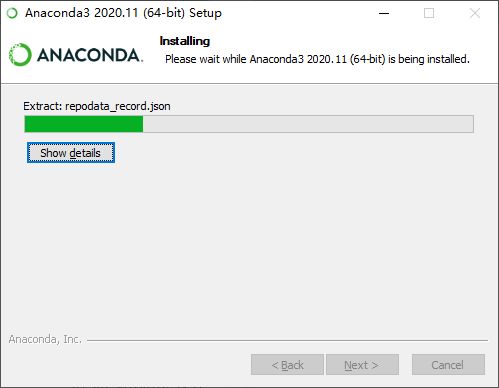 Anaconda3 2020.11 (64-bit) Setup
ANACONDA.
Installing
Please wait while Anaconda3 2020.11 (64-bit) is being installed.
Extract: repodata_record.json
Show details
Anaconda, Inc.
< Back
Next >
Cancel